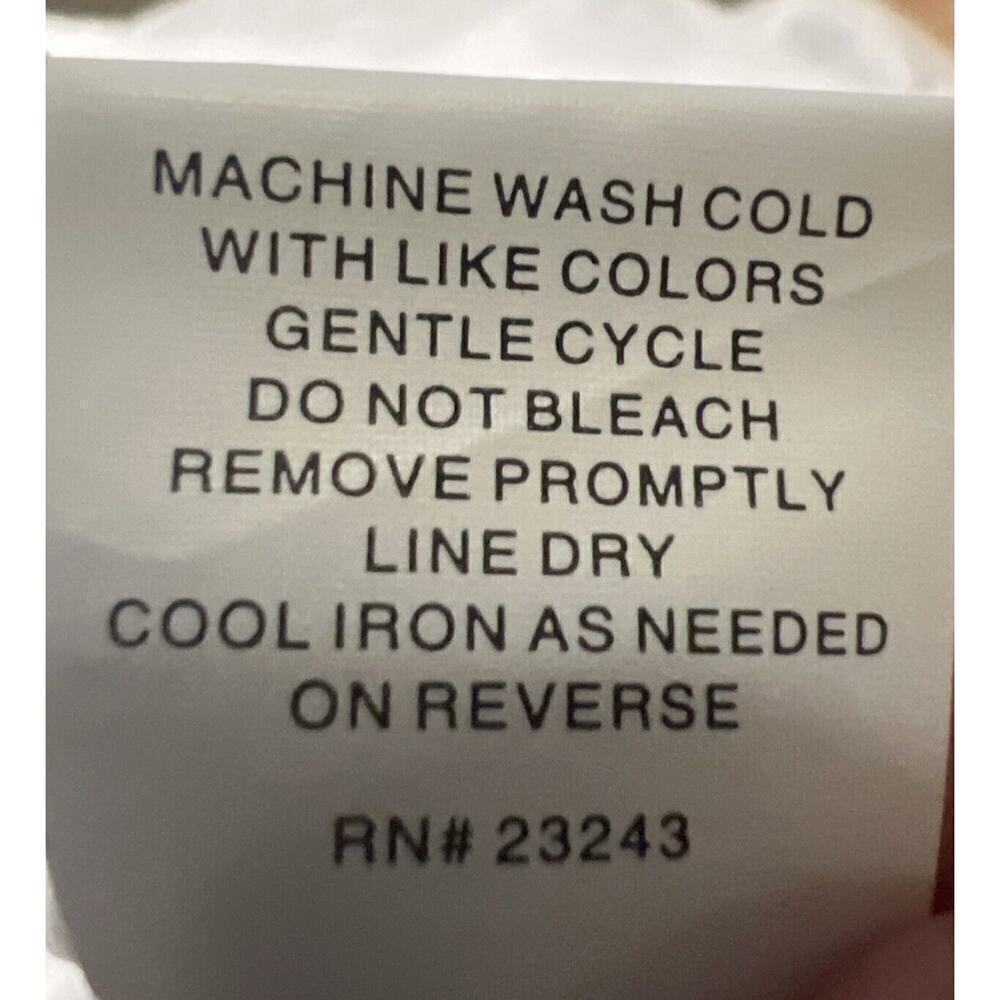 MACHINE WASH COLD
WITH LIKE COLORS
GENTLE CYCLE
DO NOT BLEACH
REMOVE PROMPTLY
LINE DRY
COOL IRON AS NEEDED
ON REVERSE
RN# 23243